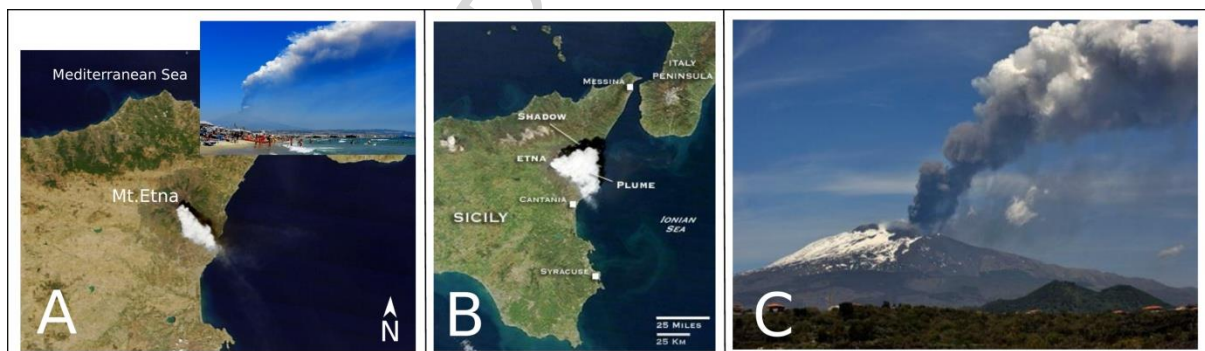 Mediterranean Sea
Mt.Etna
A
N
MESSINA
ITALY
PENINSULA
SHADOW
ETNA
PLUME
CANTANIA
SICILY
IONIAN
SEA
SYRACUSE
25 MILES
25 KM
B
C